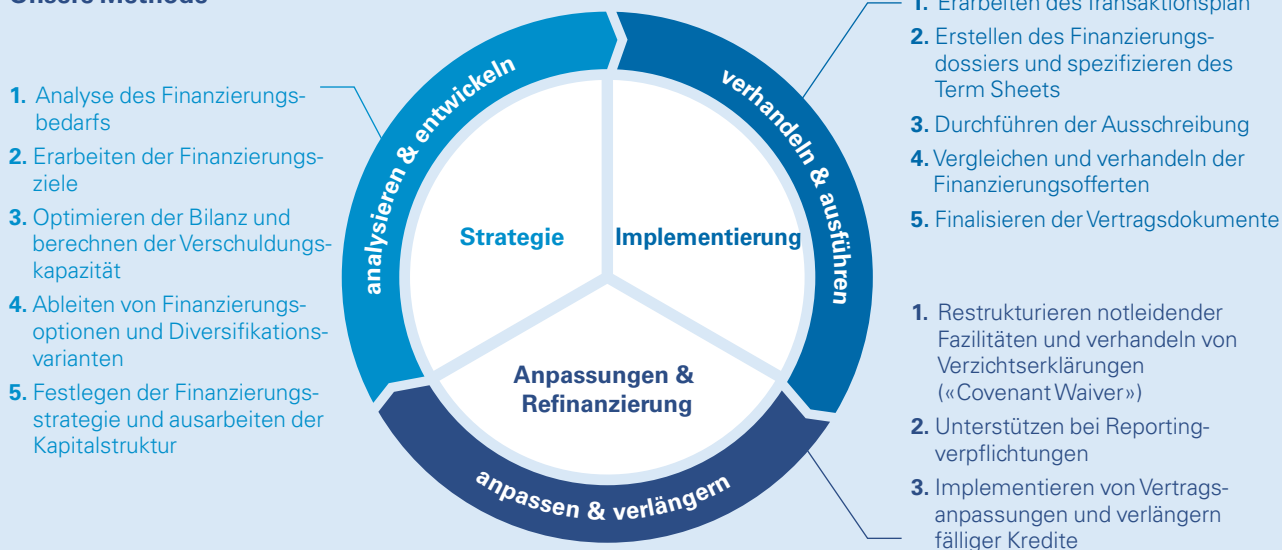 Unsere Methode
1. Analyse des Finanzierungs-
bedarfs
2. Erarbeiten der Finanzierungs-
ziele
3. Optimieren der Bilanz und
berechnen der Verschuldungs-
kapazität
4. Ableiten von Finanzierungs-
optionen und Diversifikations-
varianten
5. Festlegen der Finanzierungs-
strategie und ausarbeiten der
Kapitalstruktur
analysieren & entwickeln
verhandeln & ausführen
anpassen & verlängern
Strategie
Implementierung
Anpassungen &
Refinanzierung
1. Erarbeiten des Transaktionsplan
2. Erstellen des Finanzierungs-
dossiers und spezifizieren des
Term Sheets
3. Durchführen der Ausschreibung
4. Vergleichen und verhandeln der
Finanzierungsofferten
5. Finalisieren der Vertragsdokumente
1. Restrukturieren notleidender
Fazilitäten und verhandeln von
Verzichtserklärungen
(«Covenant Waiver»)
2. Unterstützen bei Reporting-
verpflichtungen
3. Implementieren von Vertrags-
anpassungen und verlängern
fälliger Kredite